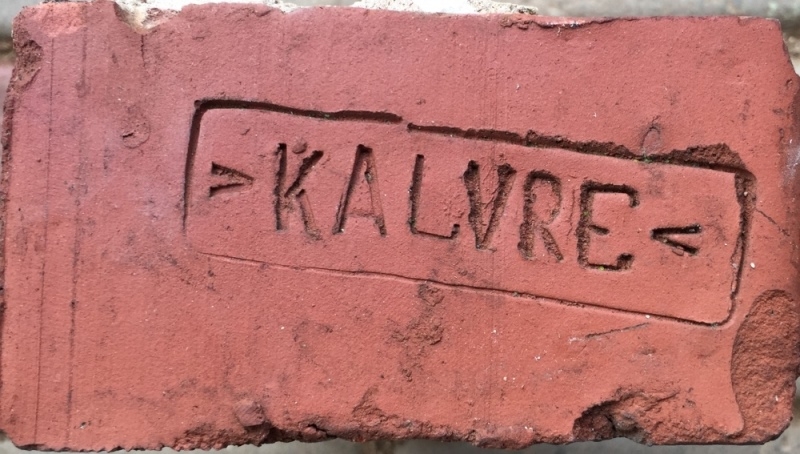 > KALVRE <